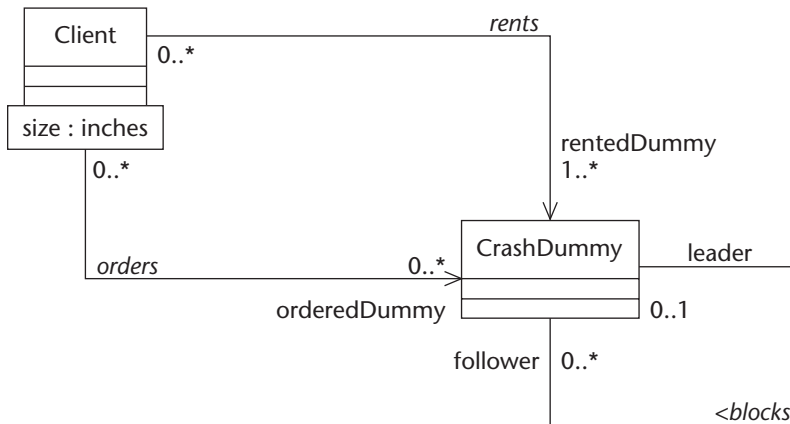 Client
rents
0..*
size : inches
0..*
rentedDummy
1..*
CrashDummy
leader
orders
0..*
orderedDummy
0..1
follower
0..*
<blocks